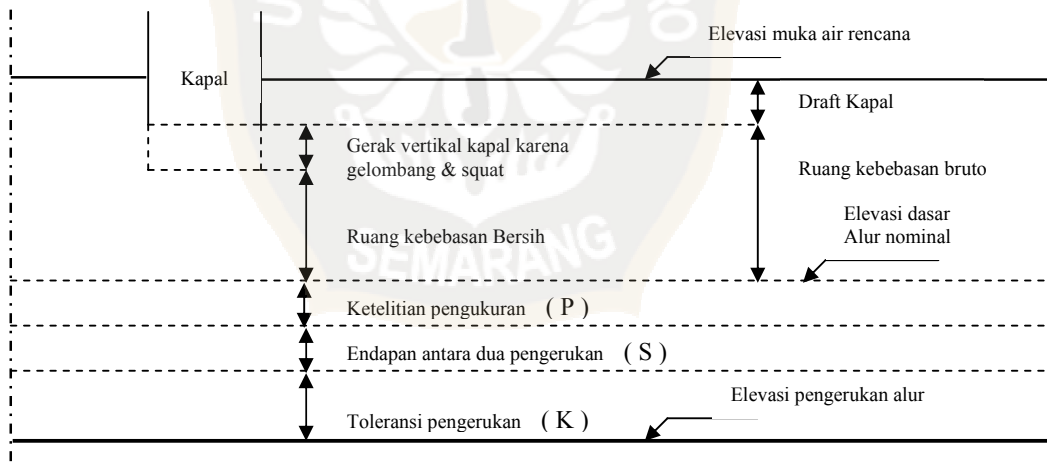 Elevasi muka air rencana
Kapal
Draft Kapal
Gerak vertikal kapal karena
gelombang & squat
Ruang kebebasan bruto
Elevasi dasar
Alur nominal
Ruang kebebasan Bersih
SEMARANG
Ketelitian pengukuran ( P )
Endapan antara dua pengerukan ( S )
Elevasi pengerukan alur
Toleransi pengerukan ( K )